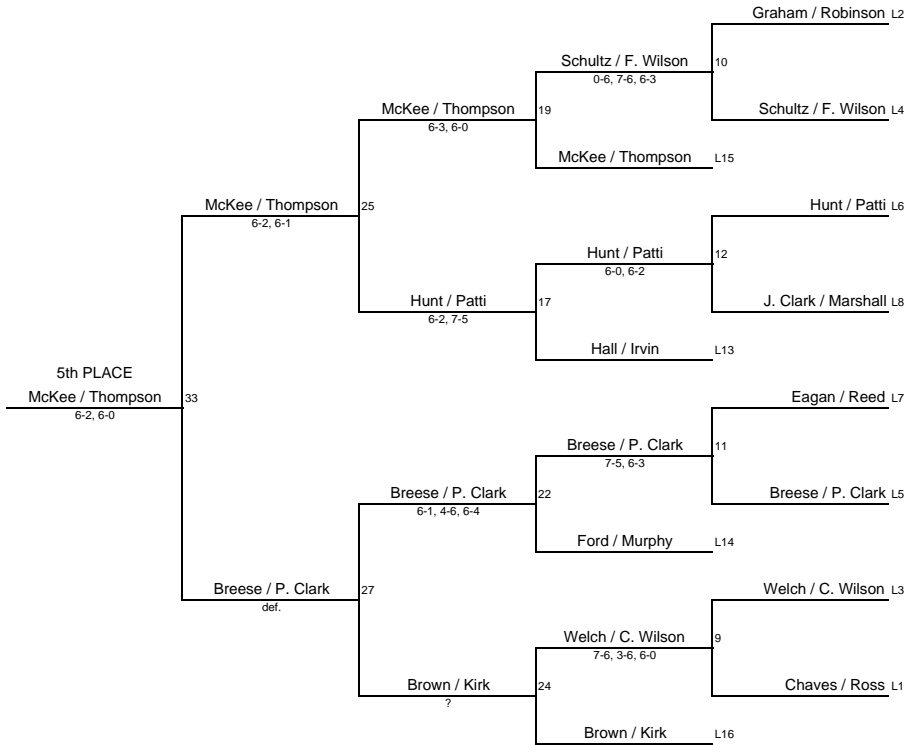 Graham / Robinson L2
Schultz / F. Wilson
0-6, 7-6, 6-3
10
McKee / Thompson
6-3, 6-0
19
Schultz / F. Wilson L4
McKee / Thompson L15
McKee / Thompson
6-2, 6-1
25
Hunt / Patti L6
Hunt / Patti
6-0, 6-2
12
Hunt / Patti
6-2, 7-5
17
J. Clark / Marshall L8
Hall / Irvin L13
5th PLACE
McKee / Thompson
6-2, 6-0
33
Eagan / Reed L7
Breese / P. Clark
7-5, 6-3
11
Breese / P. Clark
6-1, 4-6, 6-4
22
Breese / P. Clark L5
Ford / Murphy L14
Breese / P. Clark
def.
27
Welch / C. Wilson L3
Welch / C. Wilson
7-6, 3-6, 6-0
9
Brown / Kirk
?
24
Chaves / Ross L1
Brown / Kirk L16